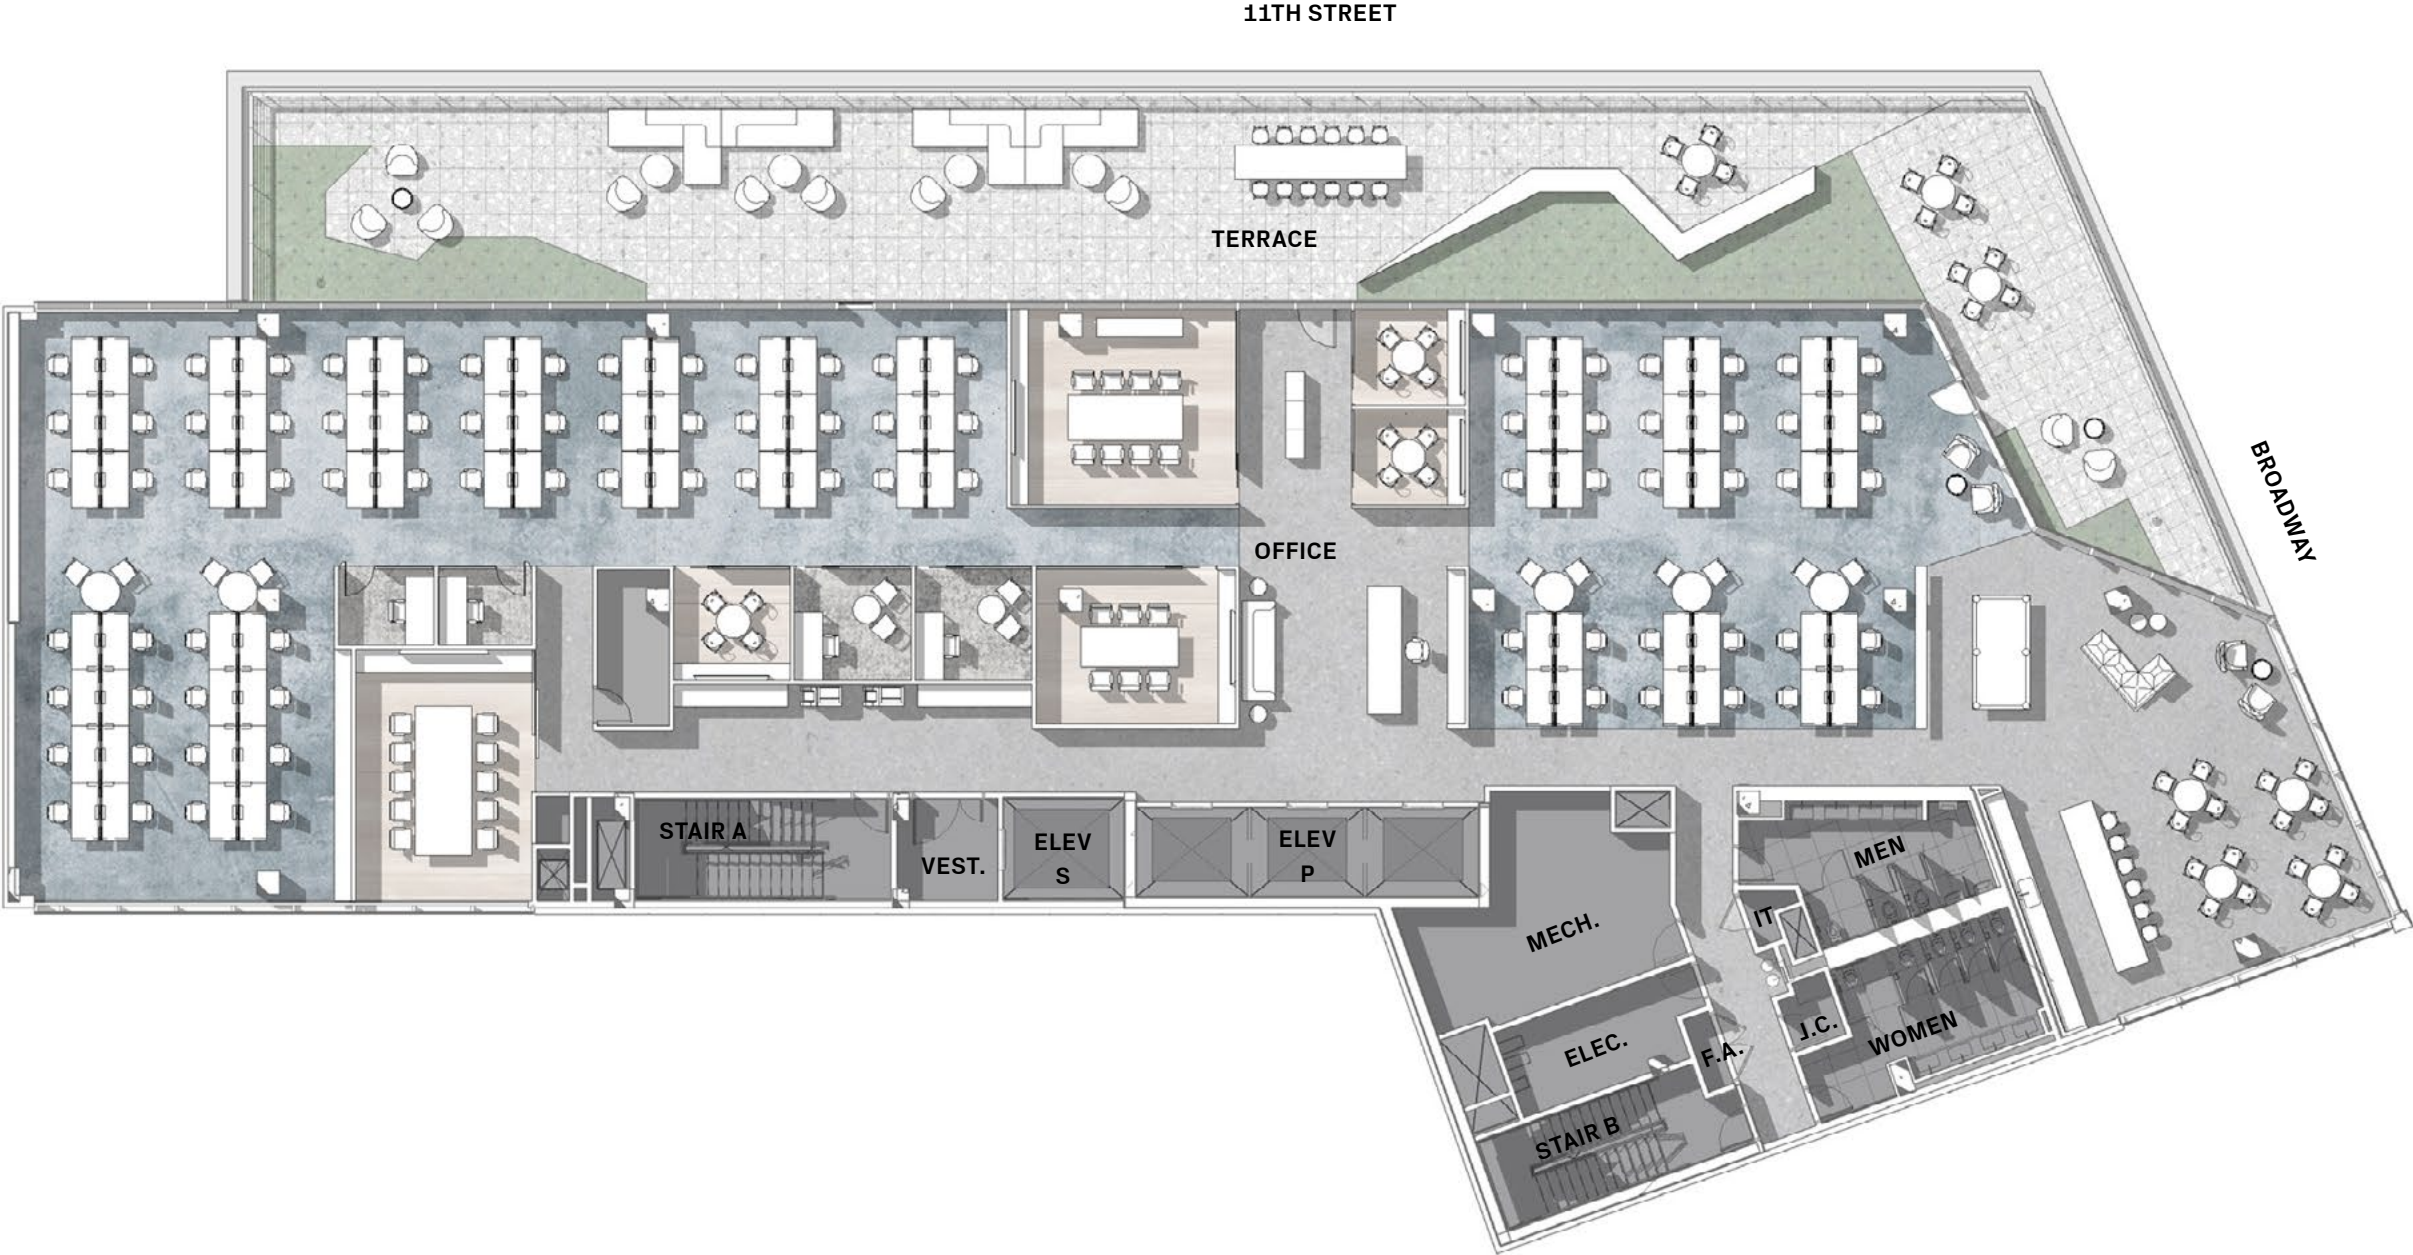 11TH STREET
TERRACE
BROADWAY
OFFICE
STAIR A
VEST.
ELEV
S
ELEV
P
MEN
IT
MECH.
J.C.
WOMEN
ELEC.
F.A.
STAIR B